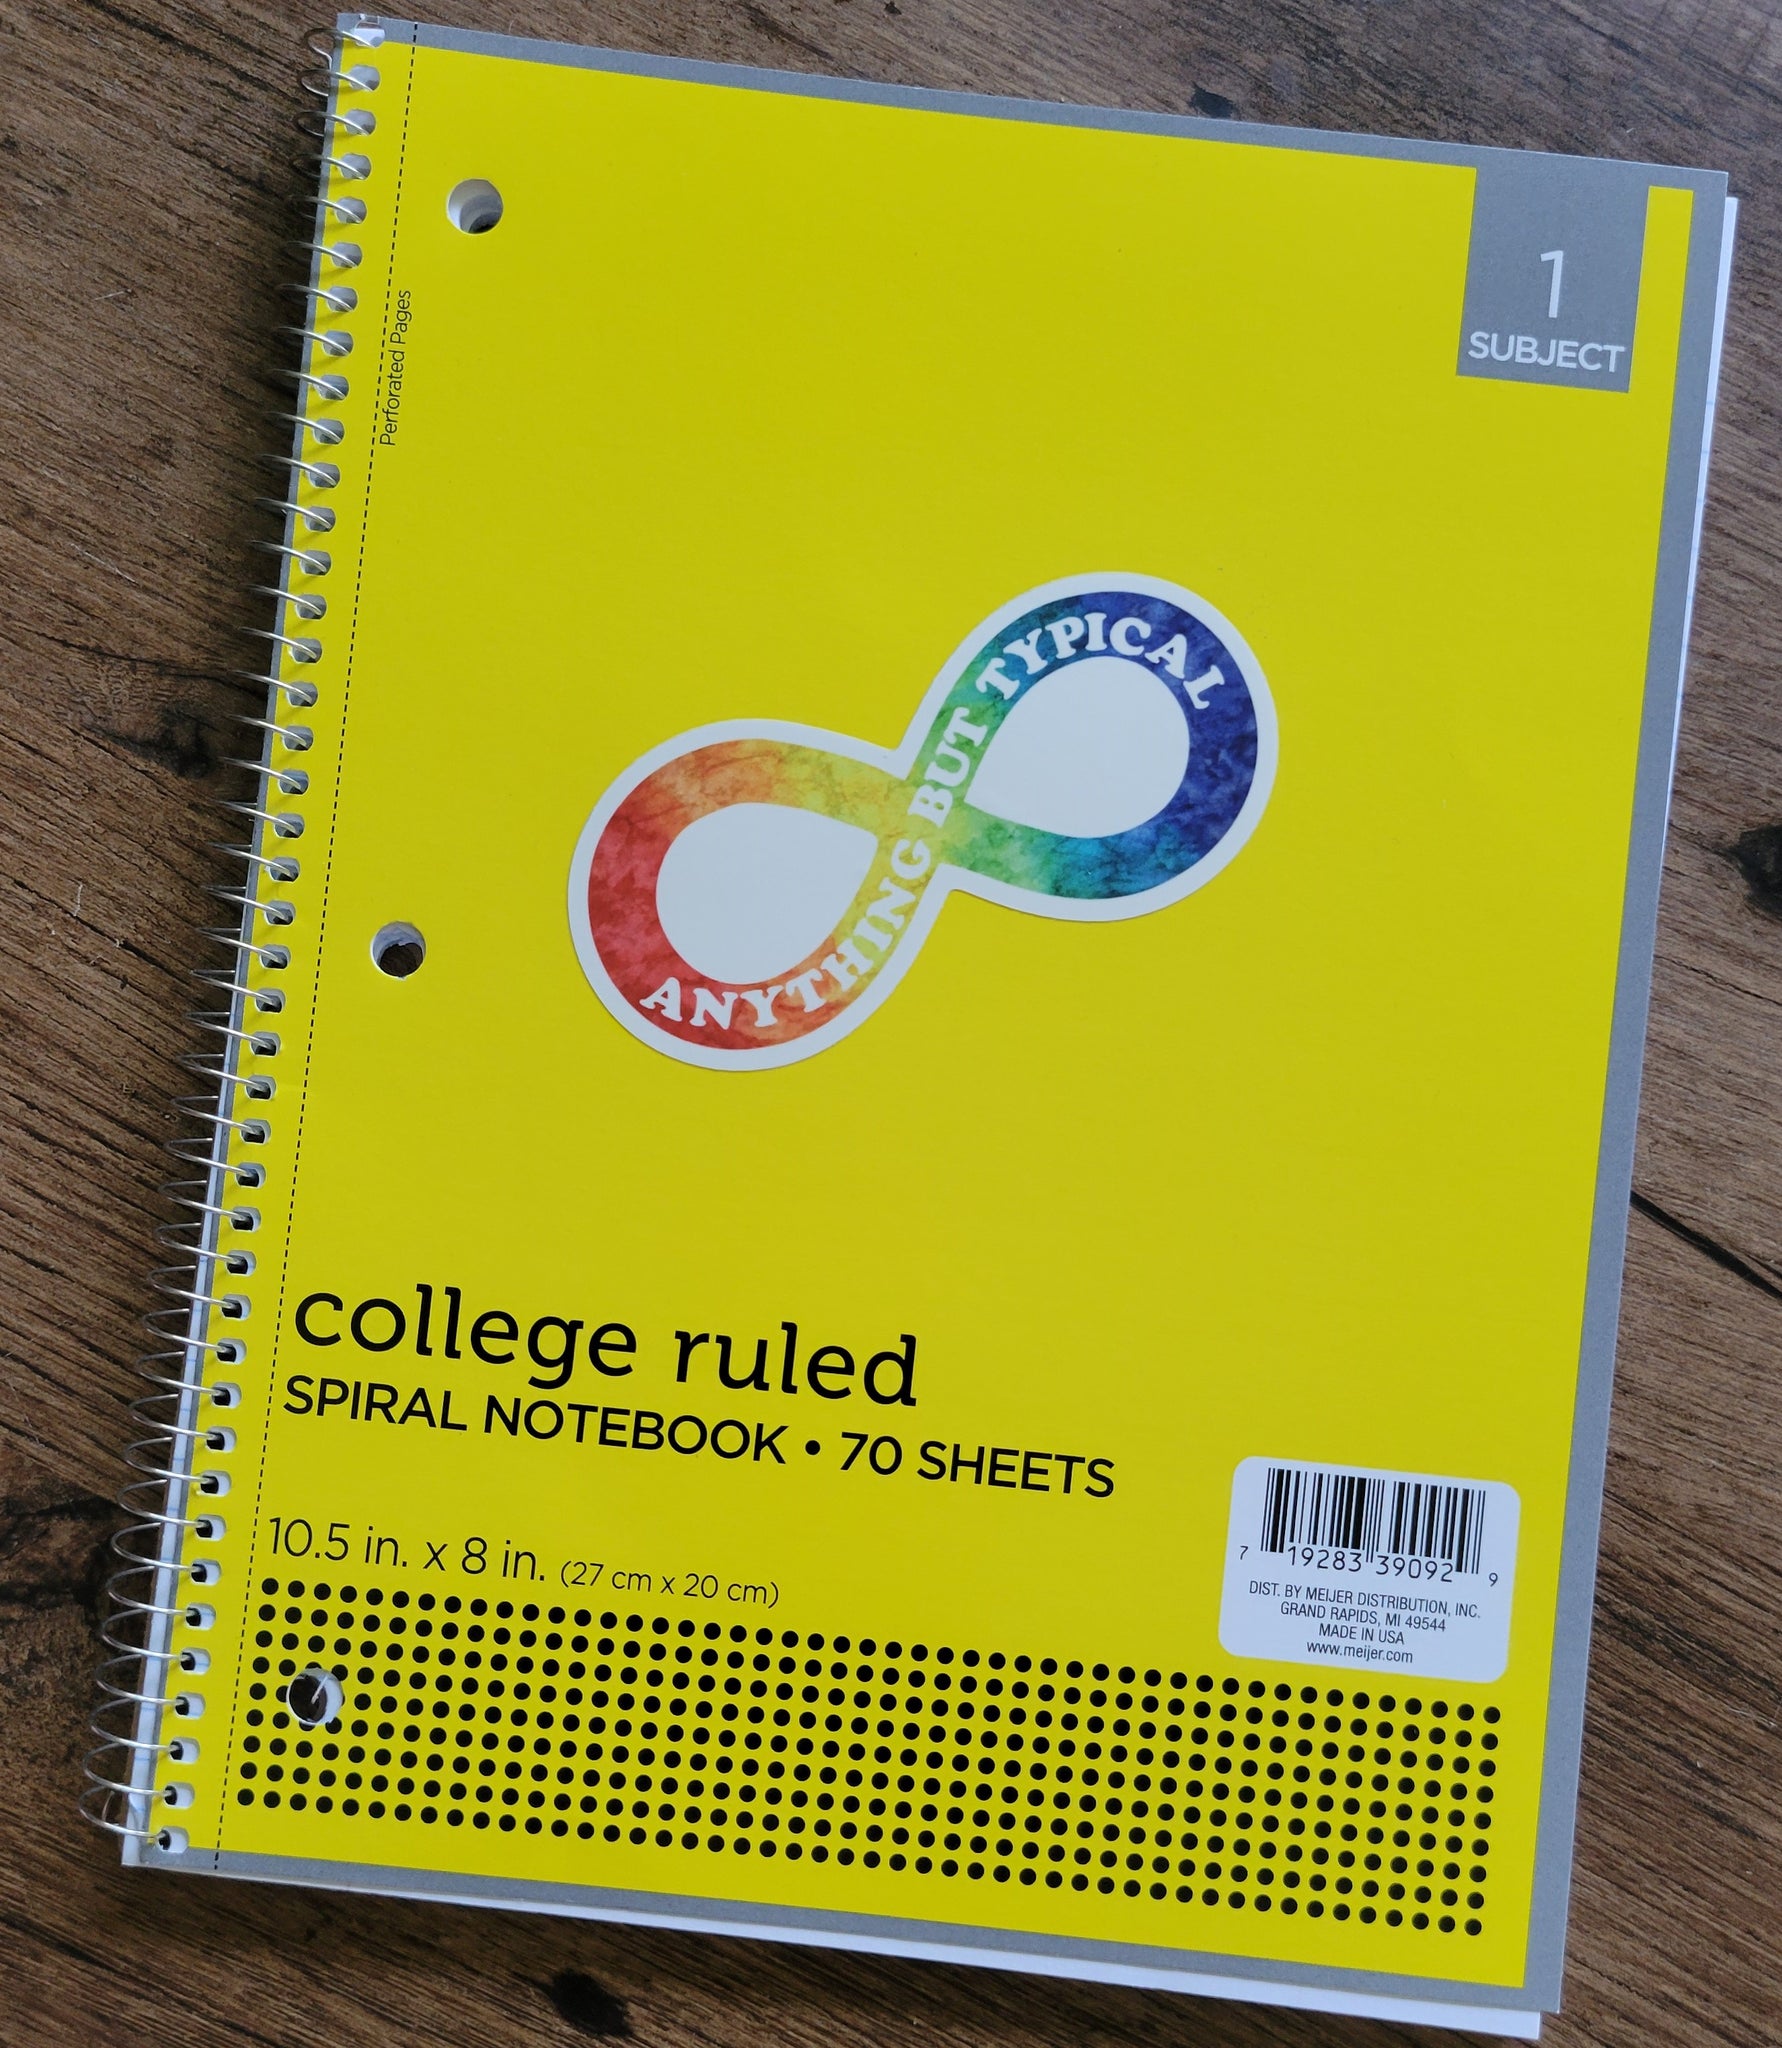 1
SUBJECT
Perforated Pages
ANYTHING BUT TYPICAL
college ruled
SPIRAL NOTEBOOK • 70 SHEETS
10.5 in. x 8 in. (27 cm x 20 cm)
7 19283 39092 9
DIST. BY MEIJER DISTRIBUTION, INC.
GRAND RAPIDS, MI 49544
MADE IN USA
www.meijer.com